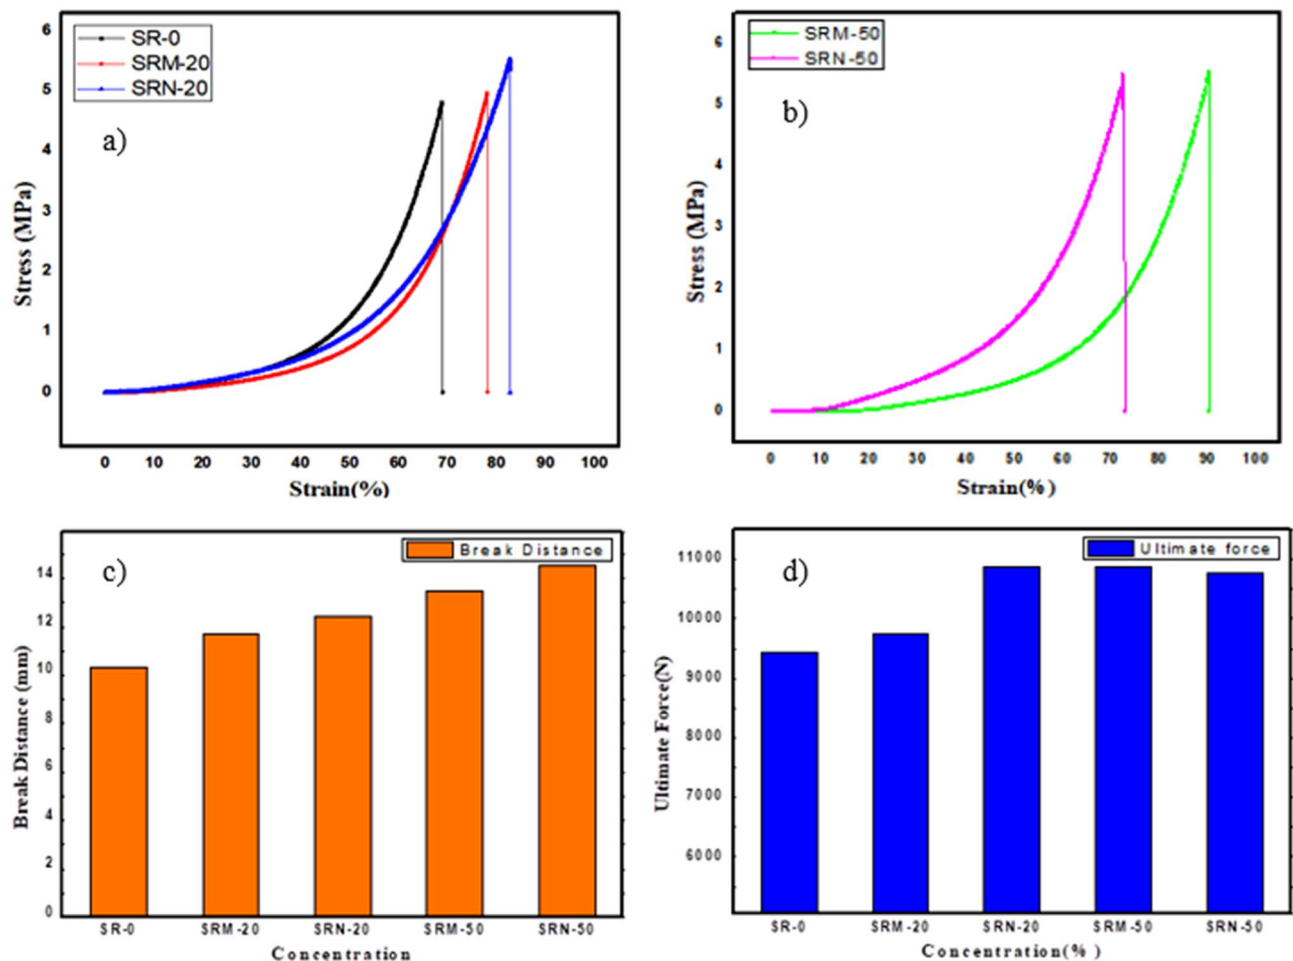 SR-0
SRM-20
SRN-20
a)
6
5
4
3
2
1
0
Stress (MPa)
0 10 20 30 40 50 60 70 80 90 100
Strain(%)
SRM-50
SRN-50
b)
6
5
4
3
2
1
0
Stress (MPa)
0 10 20 30 40 50 60 70 80 90 100
Strain(%)
Break Distance
c)
14
12
10
8
6
4
2
0
Break Distance (mm)
SR-0 SRM-20 SRN-20 SRM-50 SRN-50
Concentration
Ultimate force
d)
11000
10000
9000
8000
7000
6000
Ultimate Force(N)
SR-0 SRM-20 SRN-20 SRM-50 SRN-50
Concentration(%)